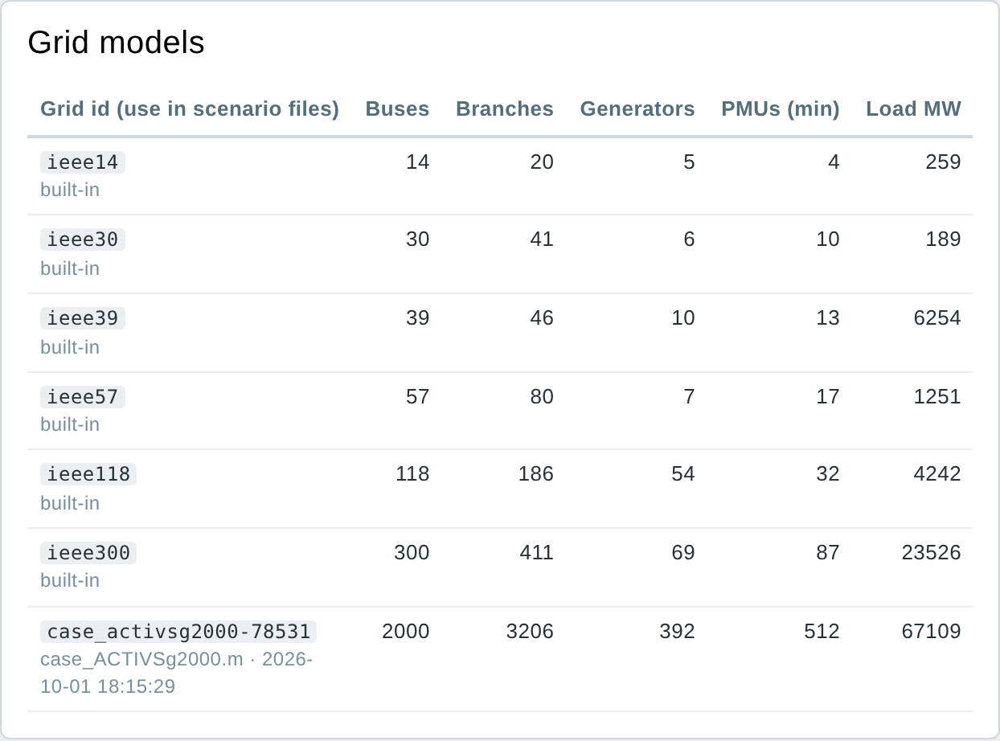 Grid models
Grid id (use in scenario files) Buses Branches Generators PMUs (min) Load MW
ieee14 14 20 5 4 259
built-in
ieee30 30 41 6 10 189
built-in
ieee39 39 46 10 13 6254
built-in
ieee57 57 80 7 17 1251
built-in
ieee118 118 186 54 32 4242
built-in
ieee300 300 411 69 87 23526
built-in
case_activsg2000-78531 2000 3206 392 512 67109
case_ACTIVSg2000.m · 2026-
10-01 18:15:29